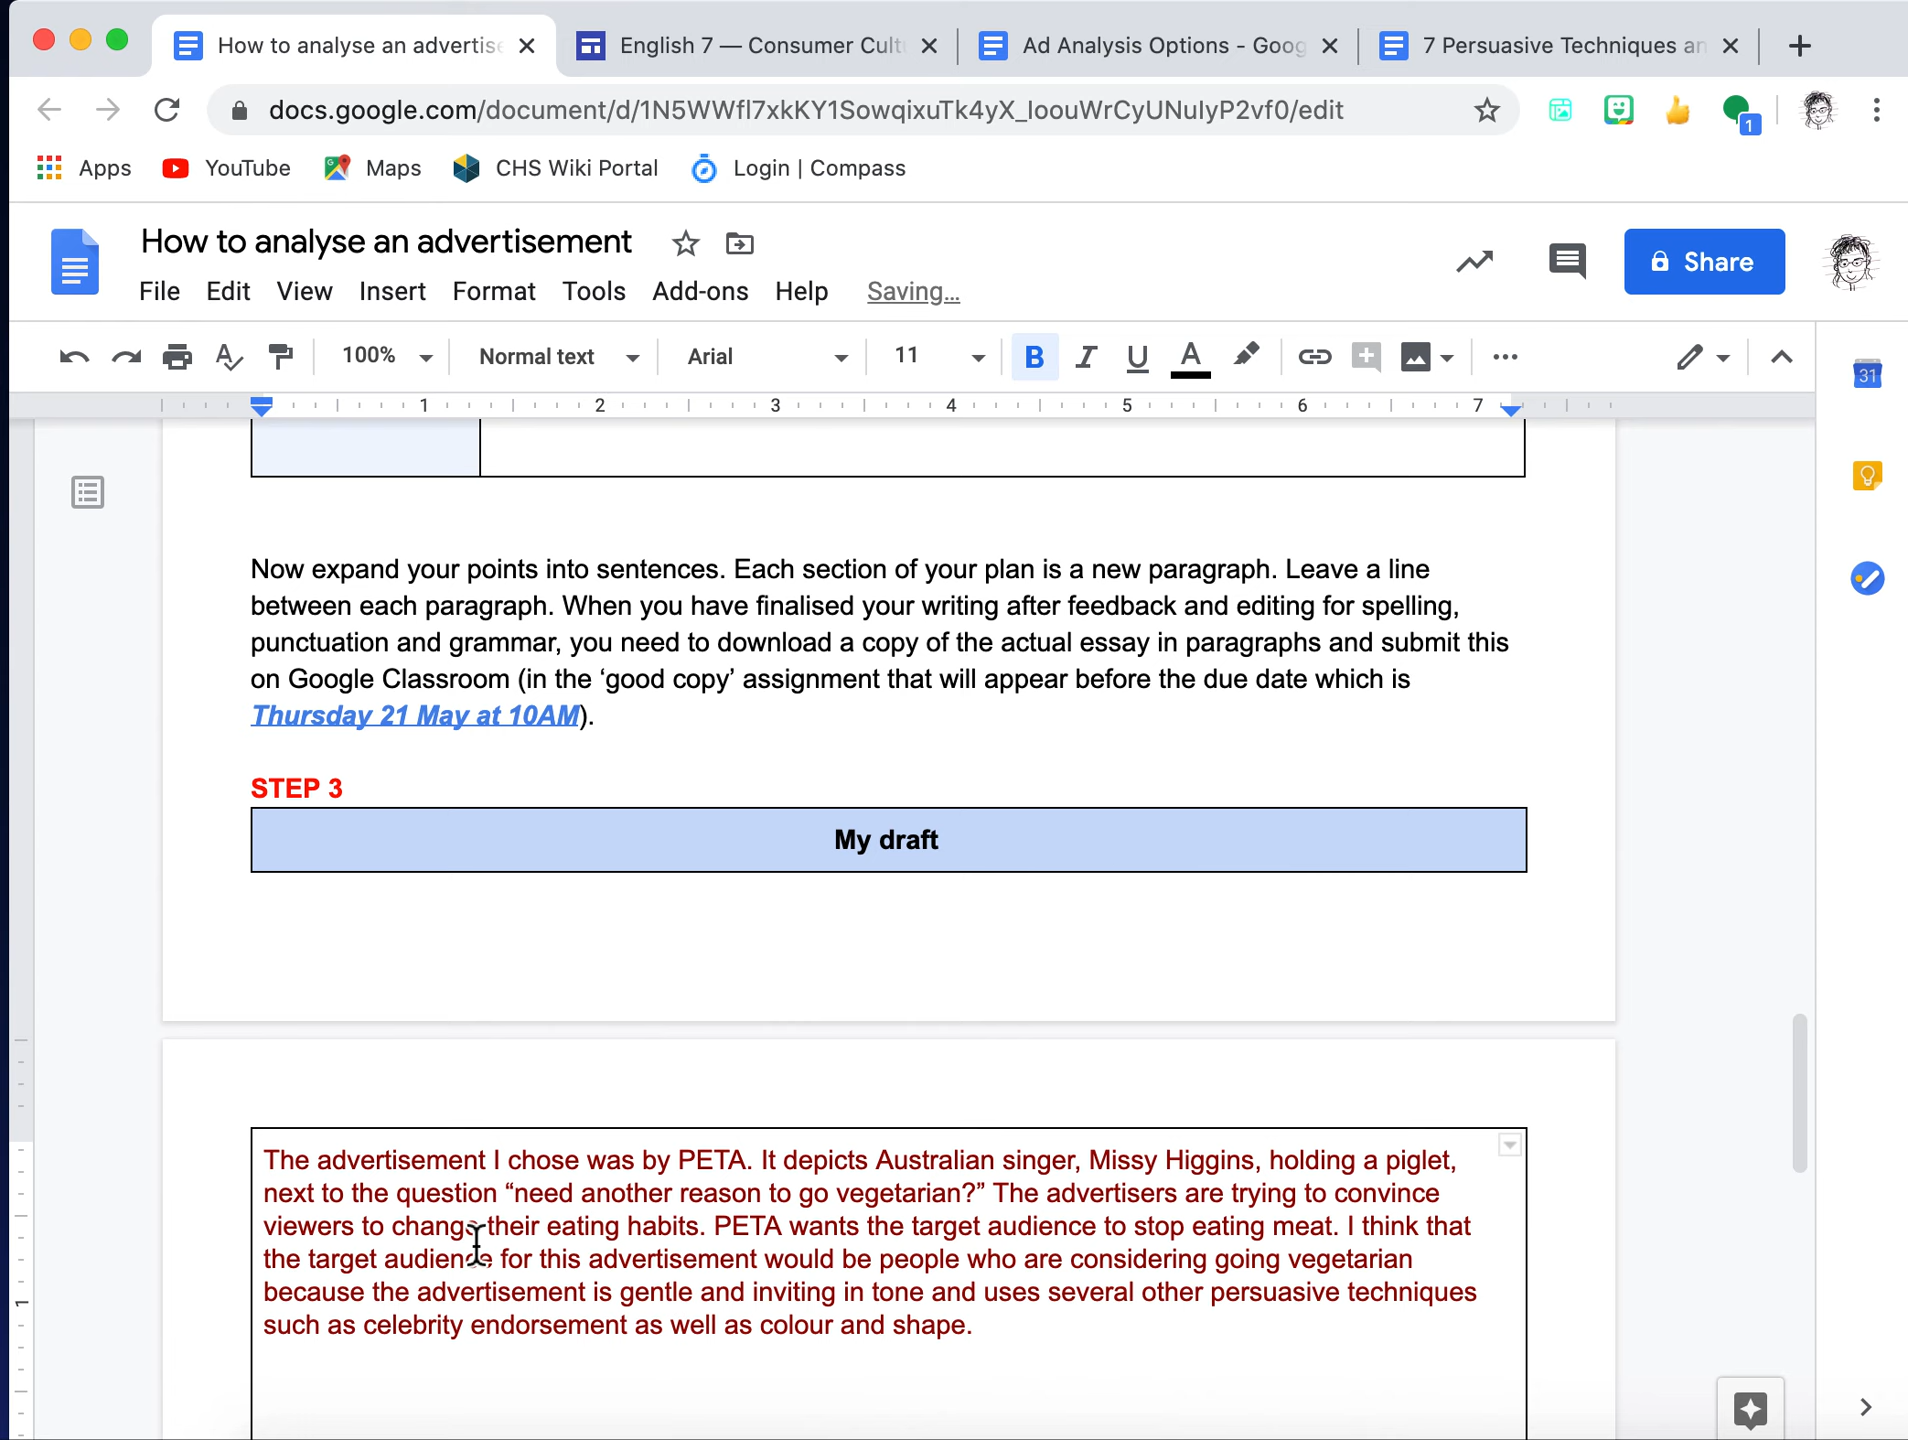 How to analyse an advertise
English 7 — Consumer Cult
Ad Analysis Options - Goog
7 Persuasive Techniques an
docs.google.com/document/d/1N5WWfl7xkKY1SowqixuTk4yX_IoouWrCyUNuIyP2vf0/edit
1
Apps
YouTube
Maps
CHS Wiki Portal
Login | Compass
How to analyse an advertisement
Share
File
Edit
View
Insert
Format
Tools
Add-ons
Help
Saving...
100%
Normal text
Arial
11
B
I
U
A
31
1 2 3 4 5 6 7
Now expand your points into sentences. Each section of your plan is a new paragraph. Leave a line
between each paragraph. When you have finalised your writing after feedback and editing for spelling,
punctuation and grammar, you need to download a copy of the actual essay in paragraphs and submit this
on Google Classroom (in the ‘good copy’ assignment that will appear before the due date which is
Thursday 21 May at 10AM).
STEP 3
My draft
The advertisement I chose was by PETA. It depicts Australian singer, Missy Higgins, holding a piglet,
next to the question “need another reason to go vegetarian?” The advertisers are trying to convince
viewers to change their eating habits. PETA wants the target audience to stop eating meat. I think that
the target audience for this advertisement would be people who are considering going vegetarian
because the advertisement is gentle and inviting in tone and uses several other persuasive techniques
such as celebrity endorsement as well as colour and shape.
1